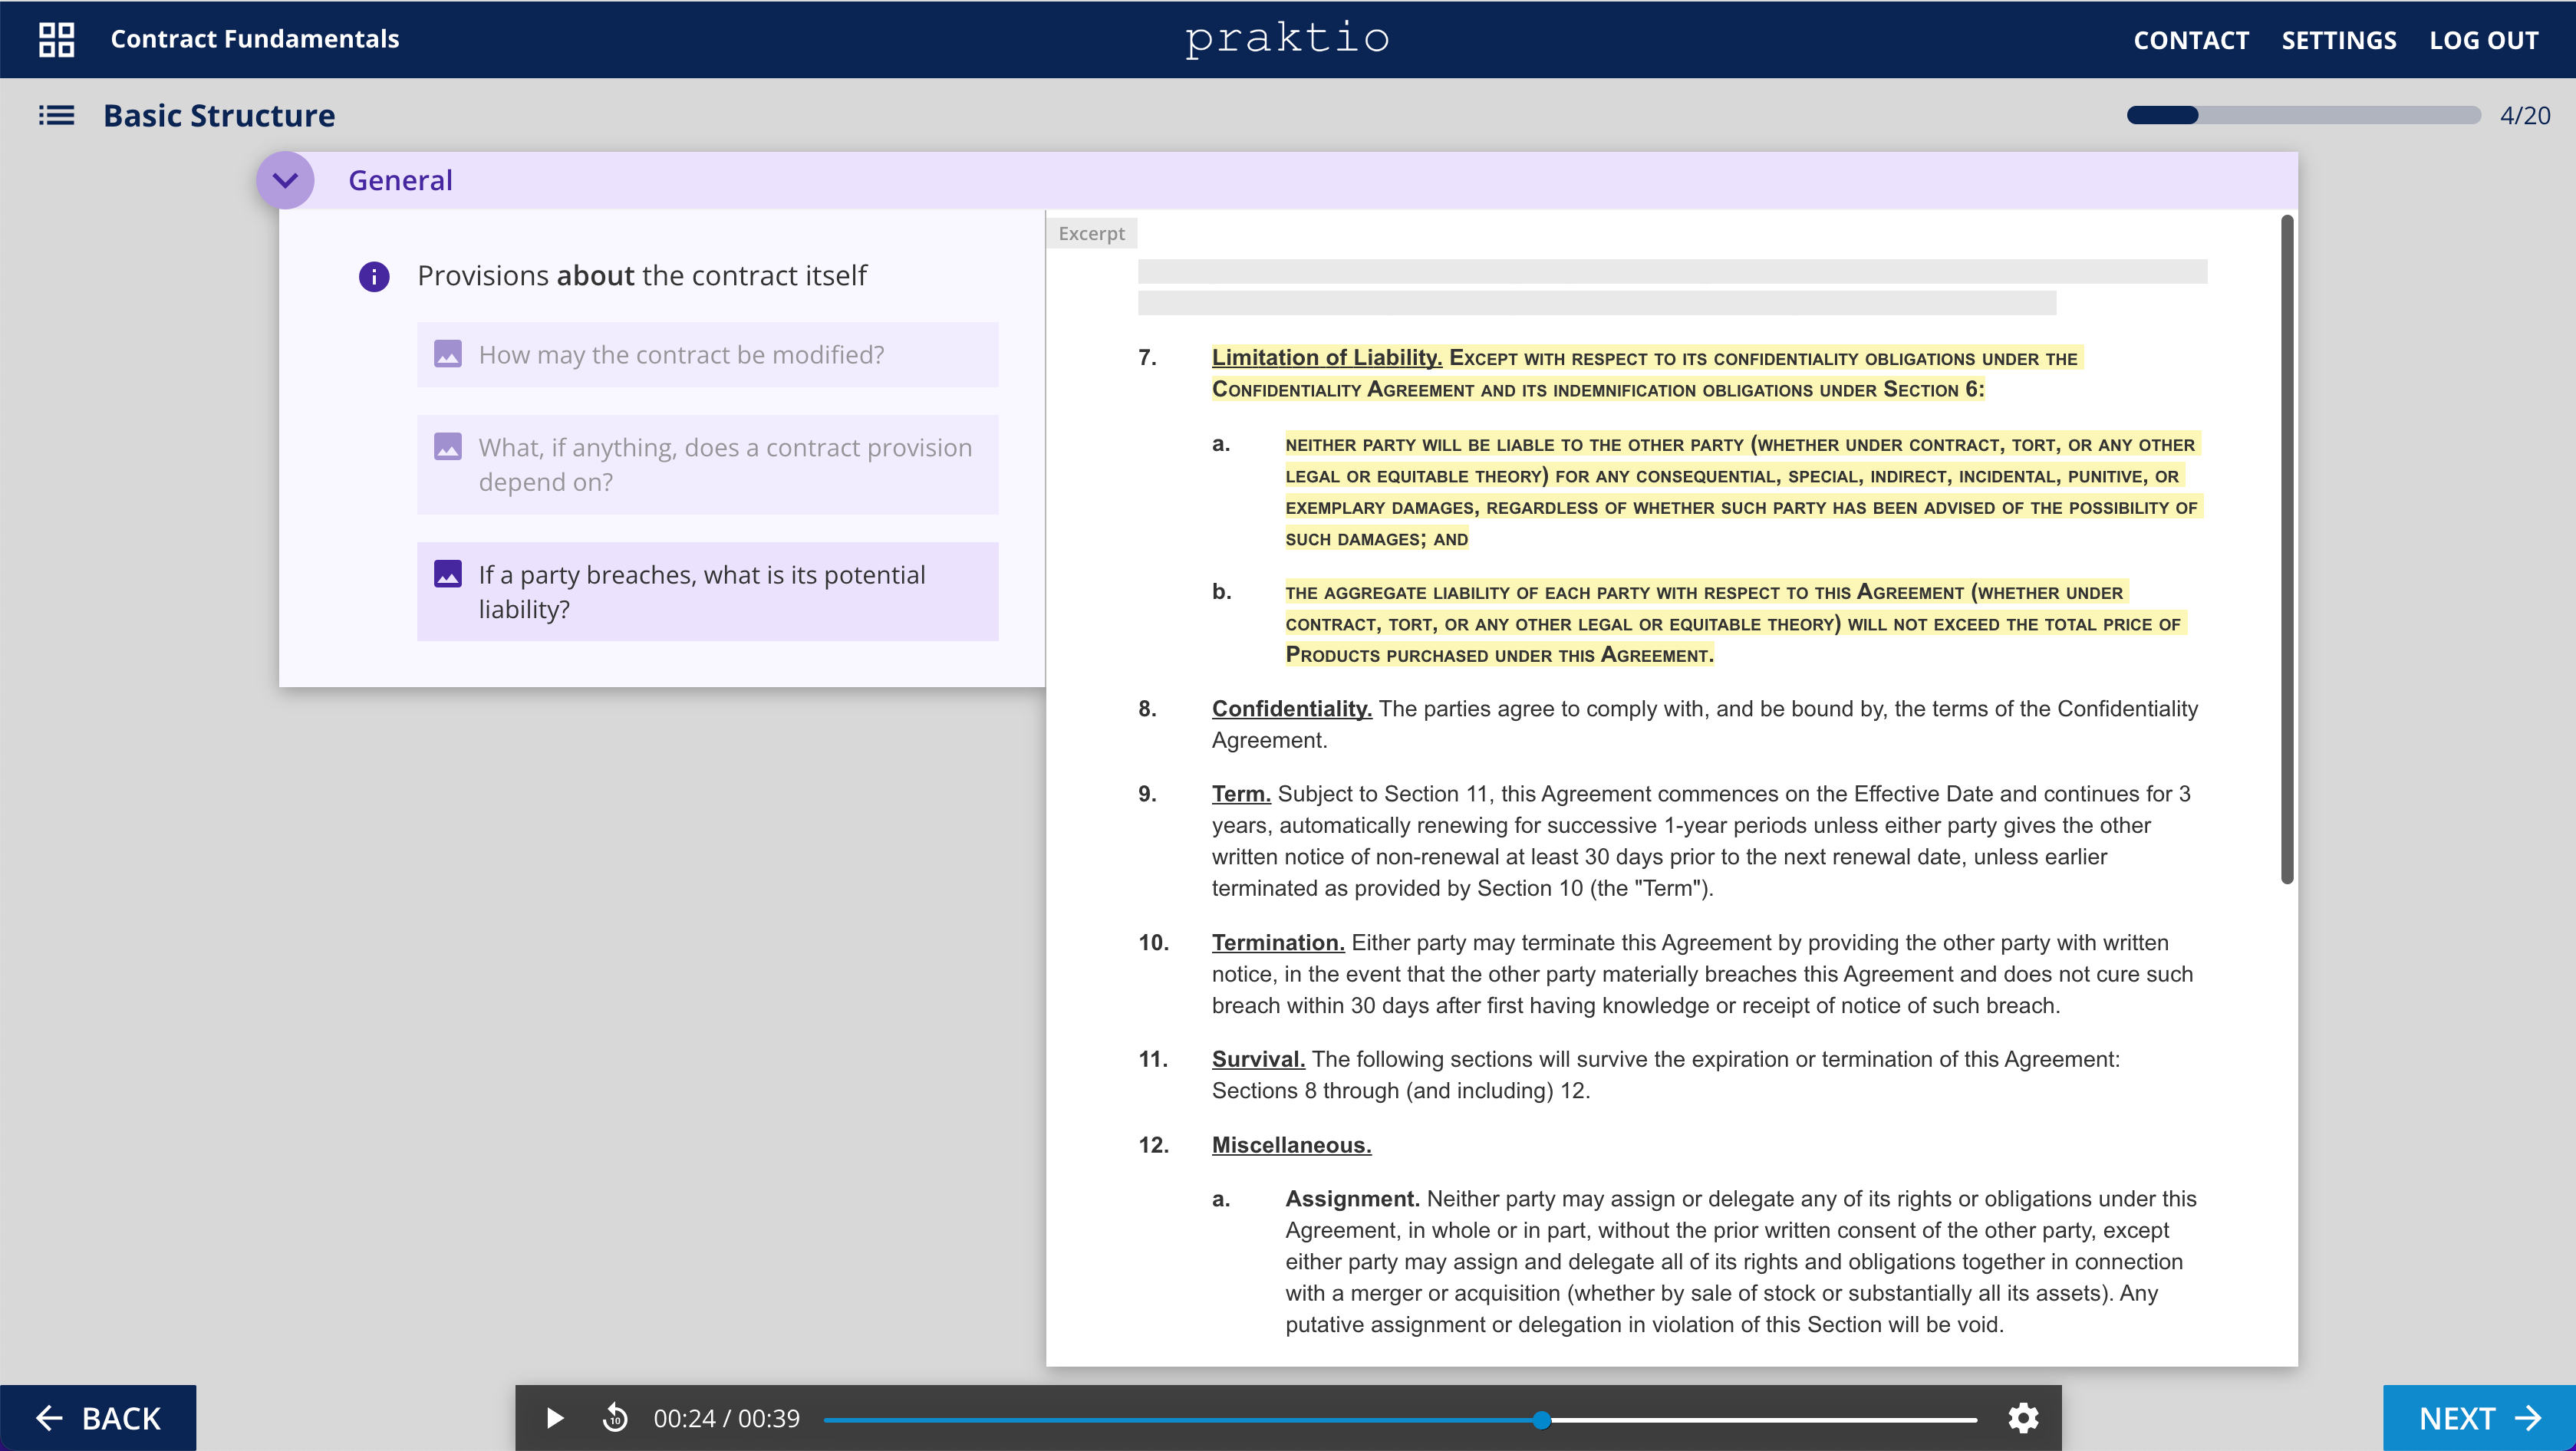 Contract Fundamentals
praktio
CONTACT SETTINGS LOG OUT
Basic Structure
4/20
General
Provisions about the contract itself
How may the contract be modified?
What, if anything, does a contract provision
depend on?
If a party breaches, what is its potential
liability?
Excerpt
7. Limitation of Liability. EXCEPT WITH RESPECT TO ITS CONFIDENTIALITY OBLIGATIONS UNDER THE
CONFIDENTIALITY AGREEMENT AND ITS INDEMNIFICATION OBLIGATIONS UNDER SECTION 6:
a. NEITHER PARTY WILL BE LIABLE TO THE OTHER PARTY (WHETHER UNDER CONTRACT, TORT, OR ANY OTHER
LEGAL OR EQUITABLE THEORY) FOR ANY CONSEQUENTIAL, SPECIAL, INDIRECT, INCIDENTAL, PUNITIVE, OR
EXEMPLARY DAMAGES, REGARDLESS OF WHETHER SUCH PARTY HAS BEEN ADVISED OF THE POSSIBILITY OF
SUCH DAMAGES; AND
b. THE AGGREGATE LIABILITY OF EACH PARTY WITH RESPECT TO THIS AGREEMENT (WHETHER UNDER
CONTRACT, TORT, OR ANY OTHER LEGAL OR EQUITABLE THEORY) WILL NOT EXCEED THE TOTAL PRICE OF
PRODUCTS PURCHASED UNDER THIS AGREEMENT.
8. Confidentiality. The parties agree to comply with, and be bound by, the terms of the Confidentiality
Agreement.
9. Term. Subject to Section 11, this Agreement commences on the Effective Date and continues for 3
years, automatically renewing for successive 1-year periods unless either party gives the other
written notice of non-renewal at least 30 days prior to the next renewal date, unless earlier
terminated as provided by Section 10 (the "Term").
10. Termination. Either party may terminate this Agreement by providing the other party with written
notice, in the event that the other party materially breaches this Agreement and does not cure such
breach within 30 days after first having knowledge or receipt of notice of such breach.
11. Survival. The following sections will survive the expiration or termination of this Agreement:
Sections 8 through (and including) 12.
12. Miscellaneous.
a. Assignment. Neither party may assign or delegate any of its rights or obligations under this
Agreement, in whole or in part, without the prior written consent of the other party, except
either party may assign and delegate all of its rights and obligations together in connection
with a merger or acquisition (whether by sale of stock or substantially all its assets). Any
putative assignment or delegation in violation of this Section will be void.
BACK
10
00:24 / 00:39
NEXT